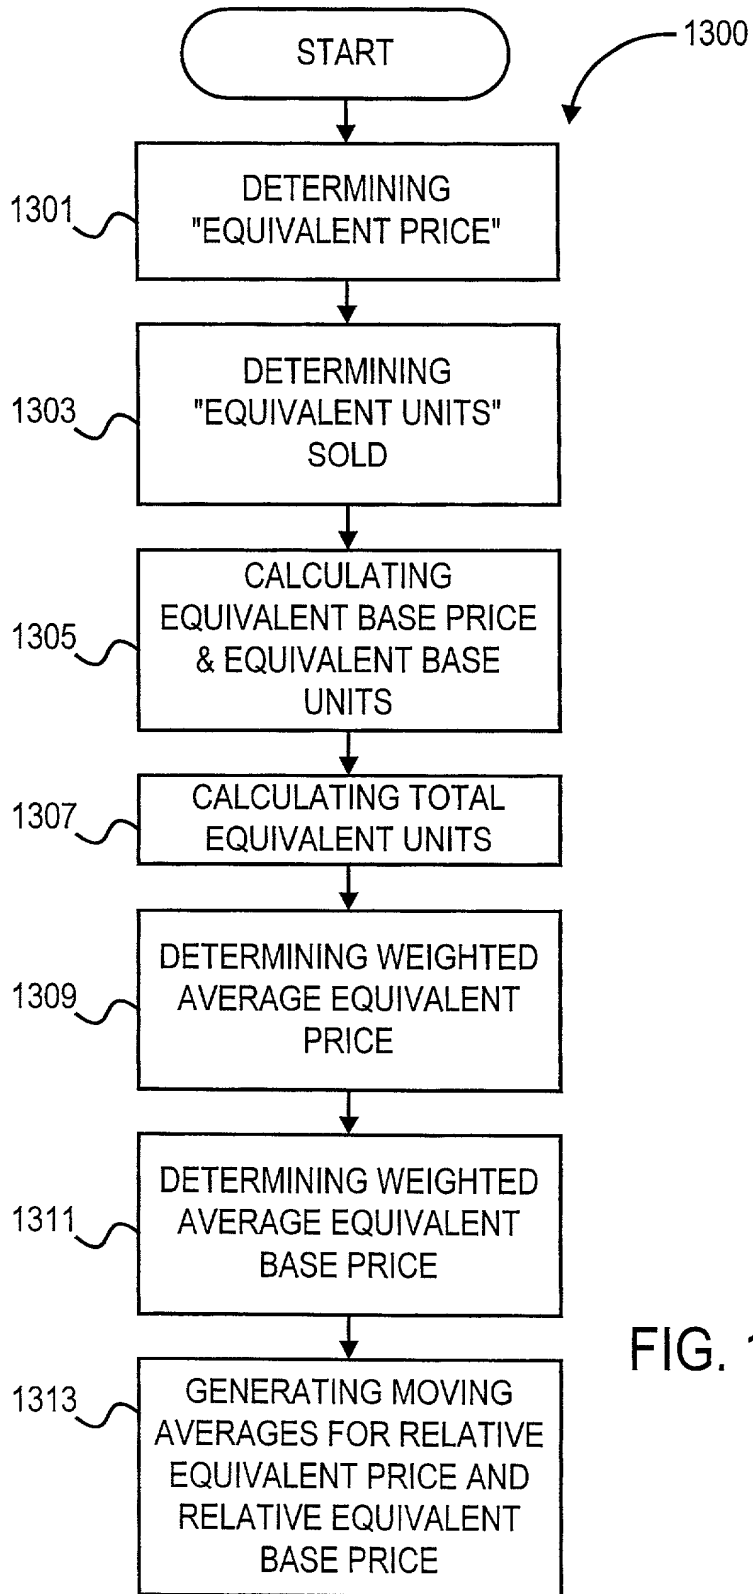 START
1300
1301
DETERMINING
"EQUIVALENT PRICE"
1303
DETERMINING
"EQUIVALENT UNITS"
SOLD
1305
CALCULATING
EQUIVALENT BASE PRICE
& EQUIVALENT BASE
UNITS
1307
CALCULATING TOTAL
EQUIVALENT UNITS
1309
DETERMINING WEIGHTED
AVERAGE EQUIVALENT
PRICE
1311
DETERMINING WEIGHTED
AVERAGE EQUIVALENT
BASE PRICE
1313
GENERATING MOVING
AVERAGES FOR RELATIVE
EQUIVALENT PRICE AND
RELATIVE EQUIVALENT
BASE PRICE
FIG.